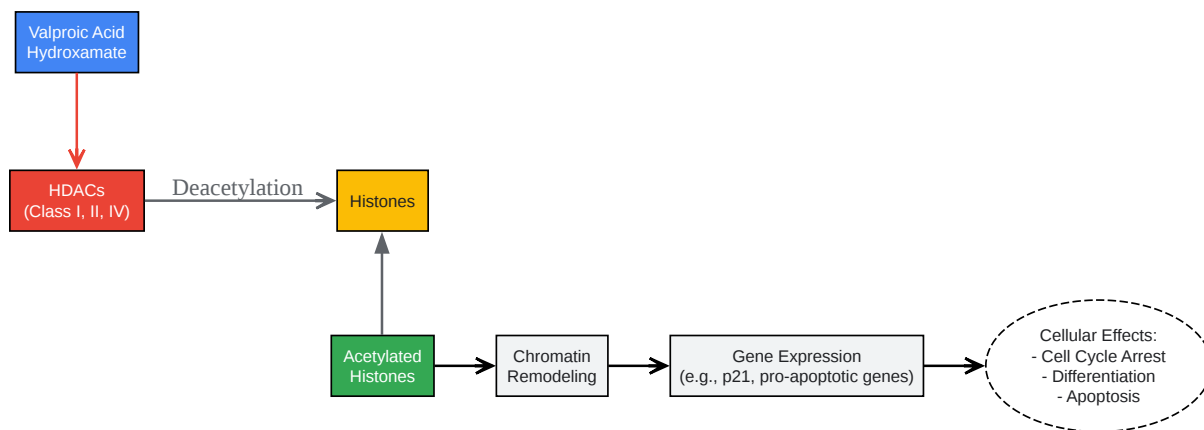 Valproic Acid
Hydroxamate
HDACs
(Class I, II, IV)
Deacetylation
Histones
Acetylated
Histones
Chromatin
Remodeling
Gene Expression
(e.g., p21, pro-apoptotic genes)
Cellular Effects:
- Cell Cycle Arrest
- Differentiation
- Apoptosis